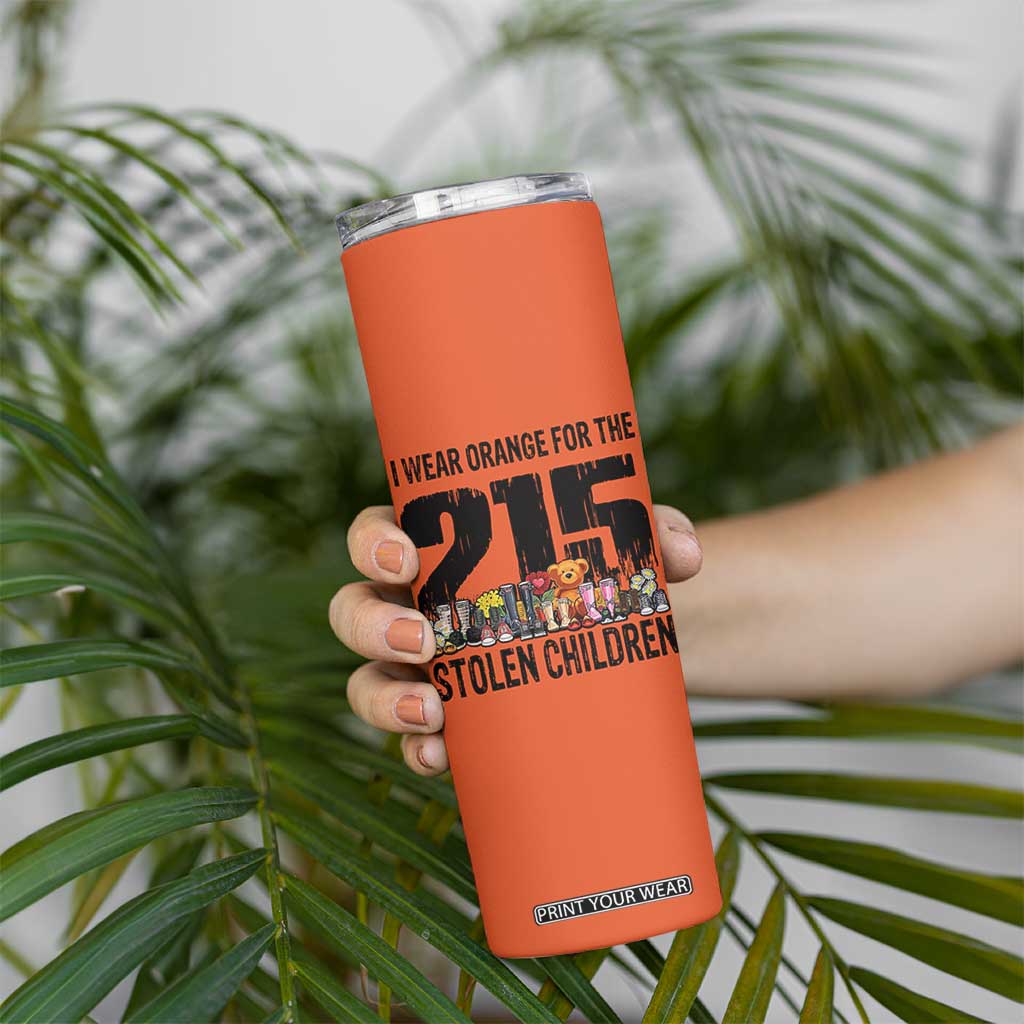 I WEAR ORANGE FOR THE
215
STOLEN CHILDREN
PRINT YOUR WEAR